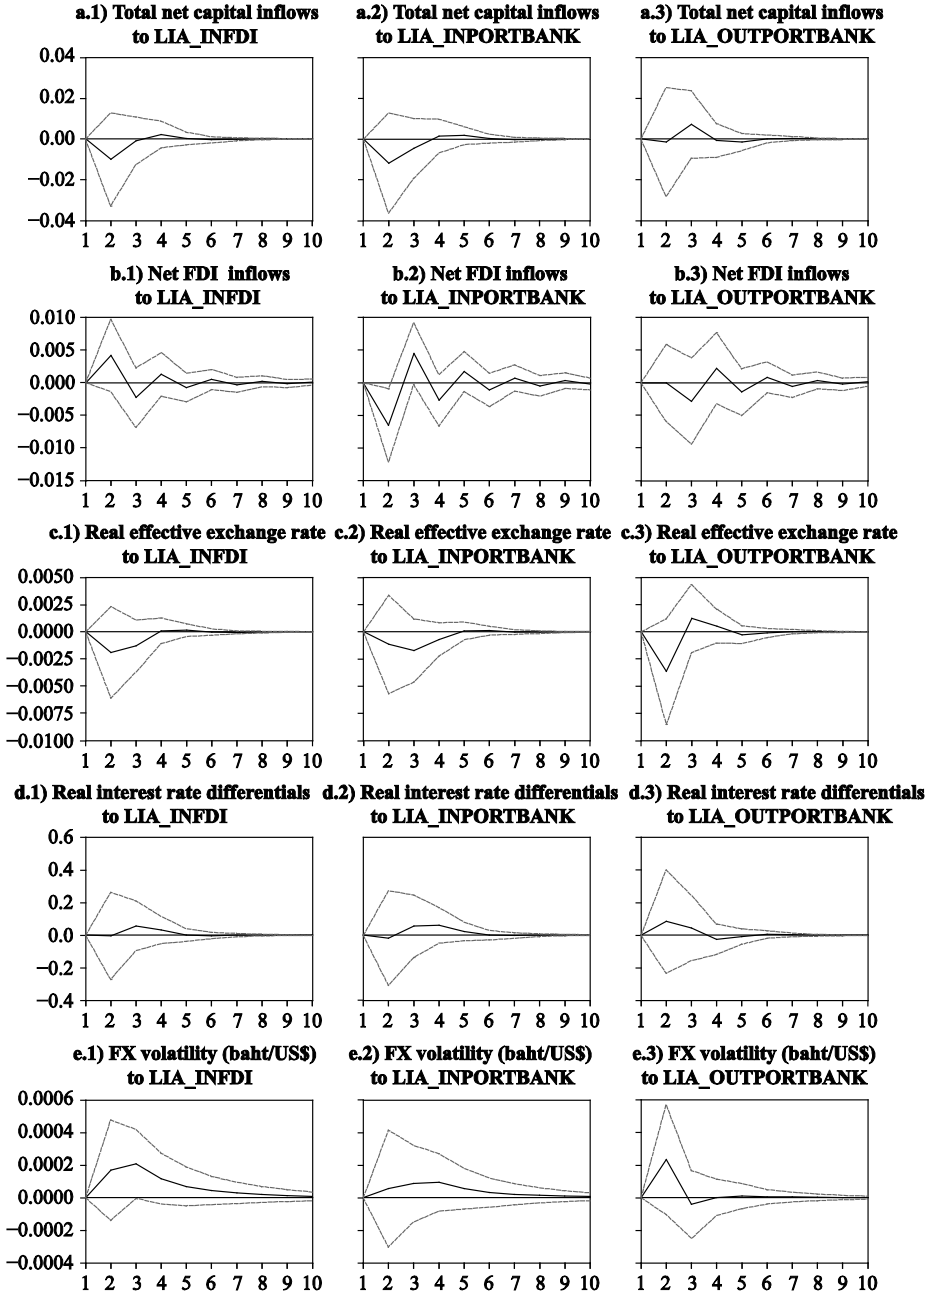 a.1) Total net capital inflows
to LIA_INFDI
a.2) Total net capital inflows
to LIA_INPORTBANK
a.3) Total net capital inflows
to LIA_OUTPORTBANK
0.04
0.02
0.00
−0.02
−0.04
1 2 3 4 5 6 7 8 9 10
1 2 3 4 5 6 7 8 9 10
1 2 3 4 5 6 7 8 9 10
b.1) Net FDI inflows
to LIA_INFDI
b.2) Net FDI inflows
to LIA_INPORTBANK
b.3) Net FDI inflows
to LIA_OUTPORTBANK
0.010
0.005
0.000
−0.005
−0.010
−0.015
1 2 3 4 5 6 7 8 9 10
1 2 3 4 5 6 7 8 9 10
1 2 3 4 5 6 7 8 9 10
c.1) Real effective exchange rate
to LIA_INFDI
c.2) Real effective exchange rate
to LIA_INPORTBANK
c.3) Real effective exchange rate
to LIA_OUTPORTBANK
0.0050
0.0025
0.0000
−0.0025
−0.0050
−0.0075
−0.0100
1 2 3 4 5 6 7 8 9 10
1 2 3 4 5 6 7 8 9 10
1 2 3 4 5 6 7 8 9 10
d.1) Real interest rate differentials
to LIA_INFDI
d.2) Real interest rate differentials
to LIA_INPORTBANK
d.3) Real interest rate differentials
to LIA_OUTPORTBANK
0.6
0.4
0.2
0.0
−0.2
−0.4
1 2 3 4 5 6 7 8 9 10
1 2 3 4 5 6 7 8 9 10
1 2 3 4 5 6 7 8 9 10
e.1) FX volatility (baht/US$)
to LIA_INFDI
e.2) FX volatility (baht/US$)
to LIA_INPORTBANK
e.3) FX volatility (baht/US$)
to LIA_OUTPORTBANK
0.0006
0.0004
0.0002
0.0000
−0.0002
−0.0004
1 2 3 4 5 6 7 8 9 10
1 2 3 4 5 6 7 8 9 10
1 2 3 4 5 6 7 8 9 10